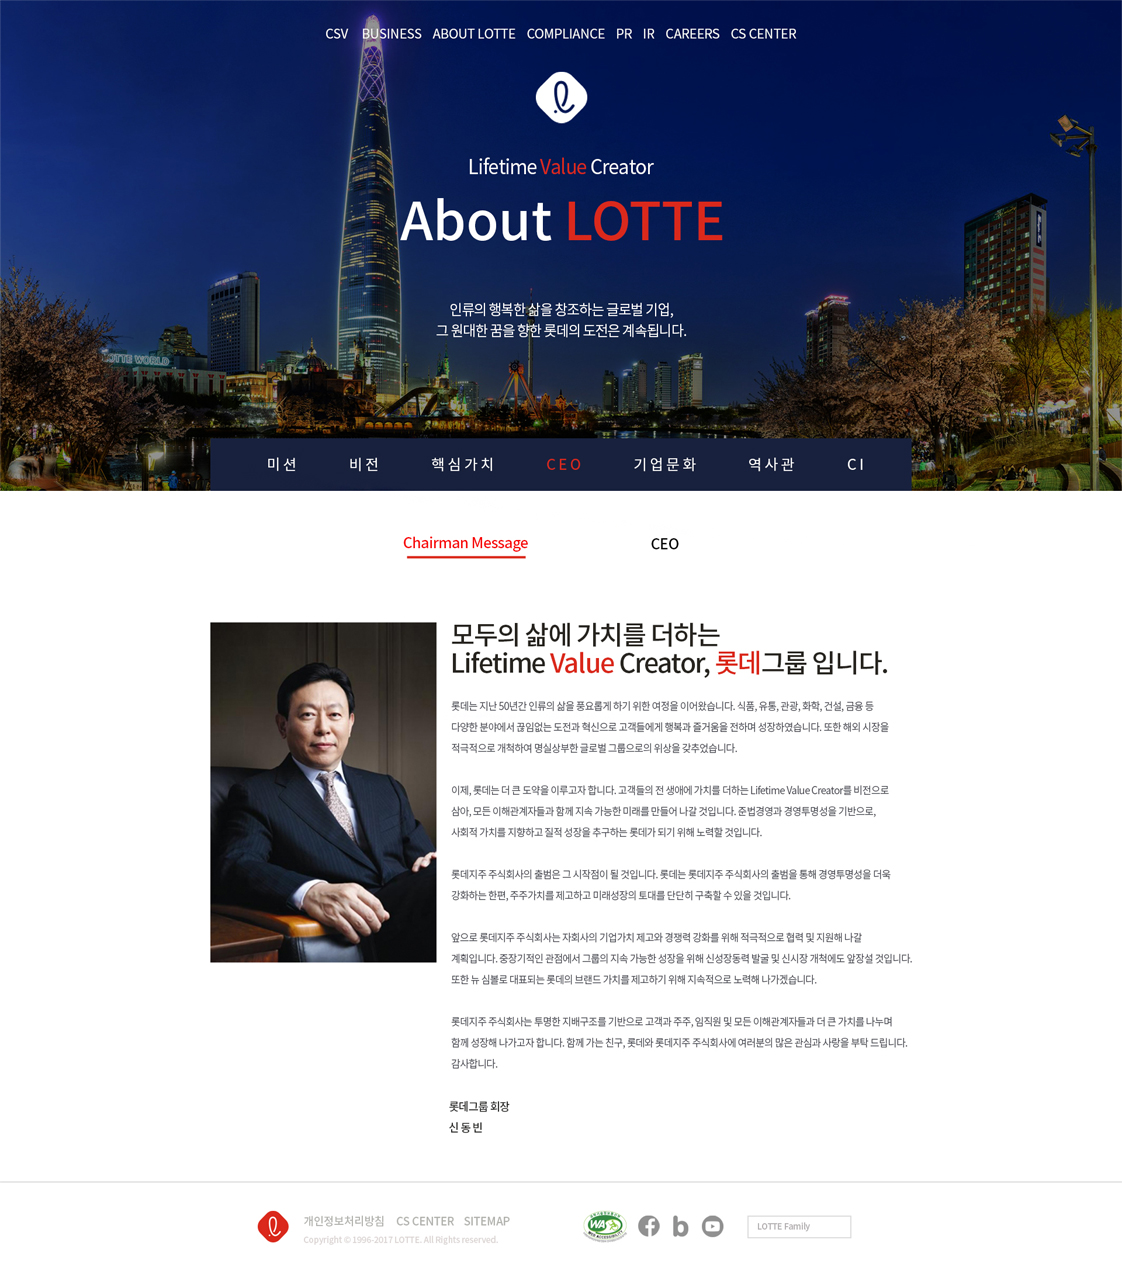 CSV BUSINESS ABOUT LOTTE COMPLIANCE PR IR CAREERS CS CENTER
Lifetime Value Creator
About LOTTE
인류의 행복한 삶을 창조하는 글로벌 기업,
그 원대한 꿈을 향한 롯데의 도전은 계속됩니다.
LOTTE WORLD
미션 비전 핵심가치 CEO 기업문화 역사관 CI
Chairman Message CEO
모두의 삶에 가치를 더하는
Lifetime Value Creator, 롯데그룹 입니다.
롯데는 지난 50년간 인류의 삶을 풍요롭게 하기 위한 여정을 이어왔습니다. 식품, 유통, 관광, 화학, 건설, 금융 등
다양한 분야에서 끊임없는 도전과 혁신으로 고객들에게 행복과 즐거움을 전하며 성장하였습니다. 또한 해외 시장을
적극적으로 개척하여 명실상부한 글로벌 그룹으로의 위상을 갖추었습니다.
이제, 롯데는 더 큰 도약을 이루고자 합니다. 고객들의 전 생애에 가치를 더하는 Lifetime Value Creator를 비전으로
삼아, 모든 이해관계자들과 함께 지속 가능한 미래를 만들어 나갈 것입니다. 준법경영과 경영투명성을 기반으로,
사회적 가치를 지향하고 질적 성장을 추구하는 롯데가 되기 위해 노력할 것입니다.
롯데지주 주식회사의 출범은 그 시작점이 될 것입니다. 롯데는 롯데지주 주식회사의 출범을 통해 경영투명성을 더욱
강화하는 한편, 주주가치를 제고하고 미래성장의 토대를 단단히 구축할 수 있을 것입니다.
앞으로 롯데지주 주식회사는 자회사의 기업가치 제고와 경쟁력 강화를 위해 적극적으로 협력 및 지원해 나갈
계획입니다. 중장기적인 관점에서 그룹의 지속 가능한 성장을 위해 신성장동력 발굴 및 신시장 개척에도 앞장설 것입니다.
또한 뉴 심볼로 대표되는 롯데의 브랜드 가치를 제고하기 위해 지속적으로 노력해 나가겠습니다.
롯데지주 주식회사는 투명한 지배구조를 기반으로 고객과 주주, 임직원 및 모든 이해관계자들과 더 큰 가치를 나누며
함께 성장해 나가고자 합니다. 함께 가는 친구, 롯데와 롯데지주 주식회사에 여러분의 많은 관심과 사랑을 부탁 드립니다.
감사합니다.
롯데그룹 회장
신 동 빈
개인정보처리방침 CS CENTER SITEMAP
Copyright © 1996-2017 LOTTE. All Rights reserved.
WA
WEB ACCESSIBILITY
LOTTE Family